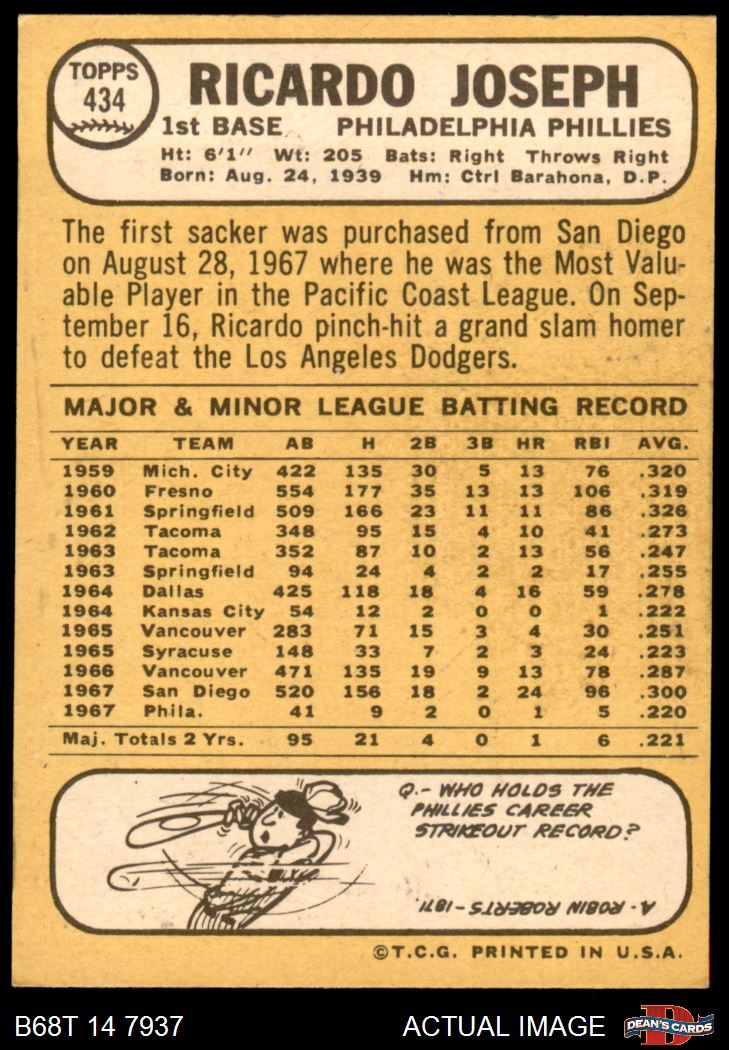 TOPPS
434
RICARDO JOSEPH
1st BASE PHILADELPHIA PHILLIES
Ht: 6'1" Wt: 205 Bats: Right Throws Right
Born: Aug. 24, 1939 Hm: Ctrl Barahona, D.P.
The first sacker was purchased from San Diego
on August 28, 1967 where he was the Most Valu-
able Player in the Pacific Coast League. On Sep-
tember 16, Ricardo pinch-hit a grand slam homer
to defeat the Los Angeles Dodgers.
MAJOR & MINOR LEAGUE BATTING RECORD
YEAR TEAM AB H 2B 3B HR RBI AVG.
1959 Mich. City 422 135 30 5 13 76 .320
1960 Fresno 554 177 35 13 13 106 .319
1961 Springfield 509 166 23 11 11 86 .326
1962 Tacoma 348 95 15 4 10 41 .273
1963 Tacoma 352 87 10 2 13 56 .247
1963 Springfield 94 24 4 2 2 17 .255
1964 Dallas 425 118 18 4 16 59 .278
1964 Kansas City 54 12 2 0 0 1 .222
1965 Vancouver 283 71 15 3 4 30 .251
1965 Syracuse 148 33 7 2 3 24 .223
1966 Vancouver 471 135 19 9 13 78 .287
1967 San Diego 520 156 18 2 24 96 .300
1967 Phila. 41 9 2 0 1 5 .220
Maj. Totals 2 Yrs. 95 21 4 0 1 6 .221
Q.- WHO HOLDS THE
PHILLIES CAREER
STRIKEOUT RECORD?
A- ROBIN ROBERTS-1871.
©T.C.G. PRINTED IN U.S.A.
B68T 14 7937 ACTUAL IMAGE
D
DEAN'S CARDS